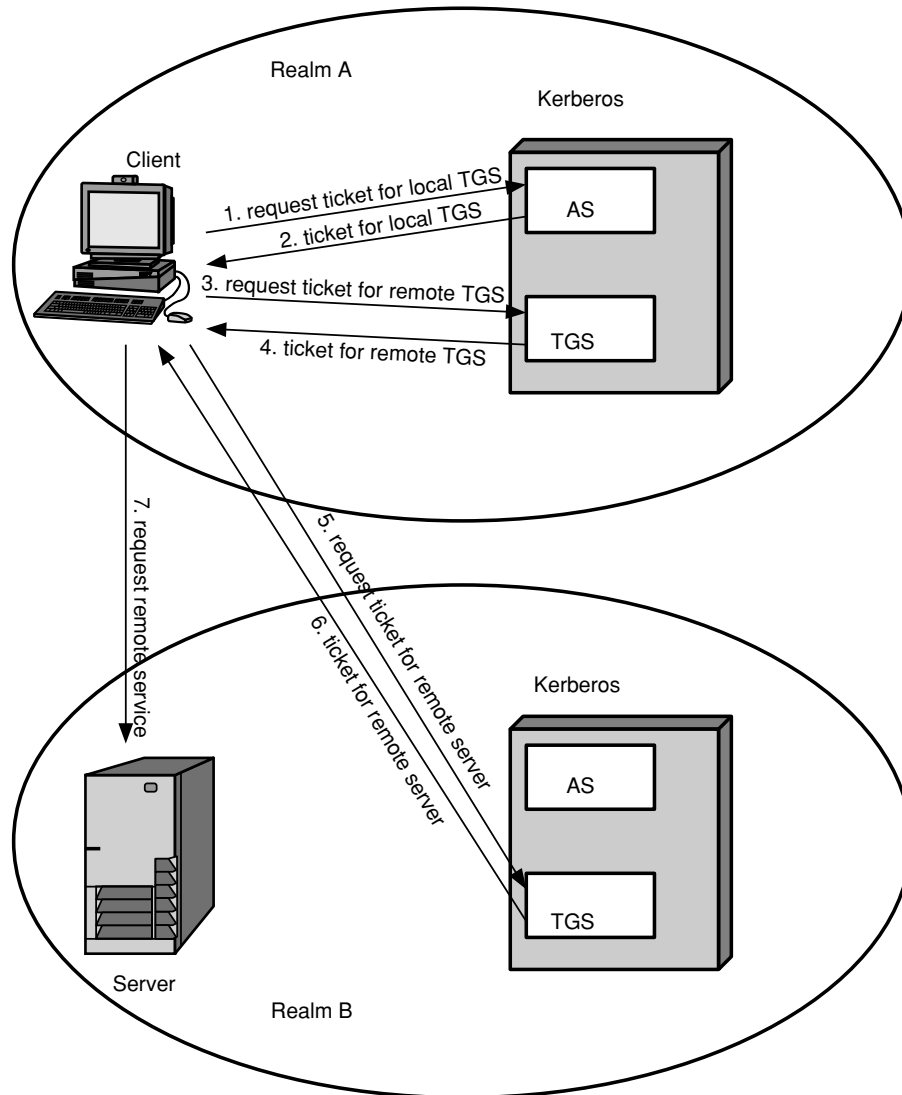 Realm A
Kerberos
Client
1. request ticket for local TGS
AS
2. ticket for local TGS
3. request ticket for remote TGS
TGS
4. ticket for remote TGS
7. request remote service
5. request ticket for remote server
6. ticket for remote server
Kerberos
AS
TGS
Server
Realm B